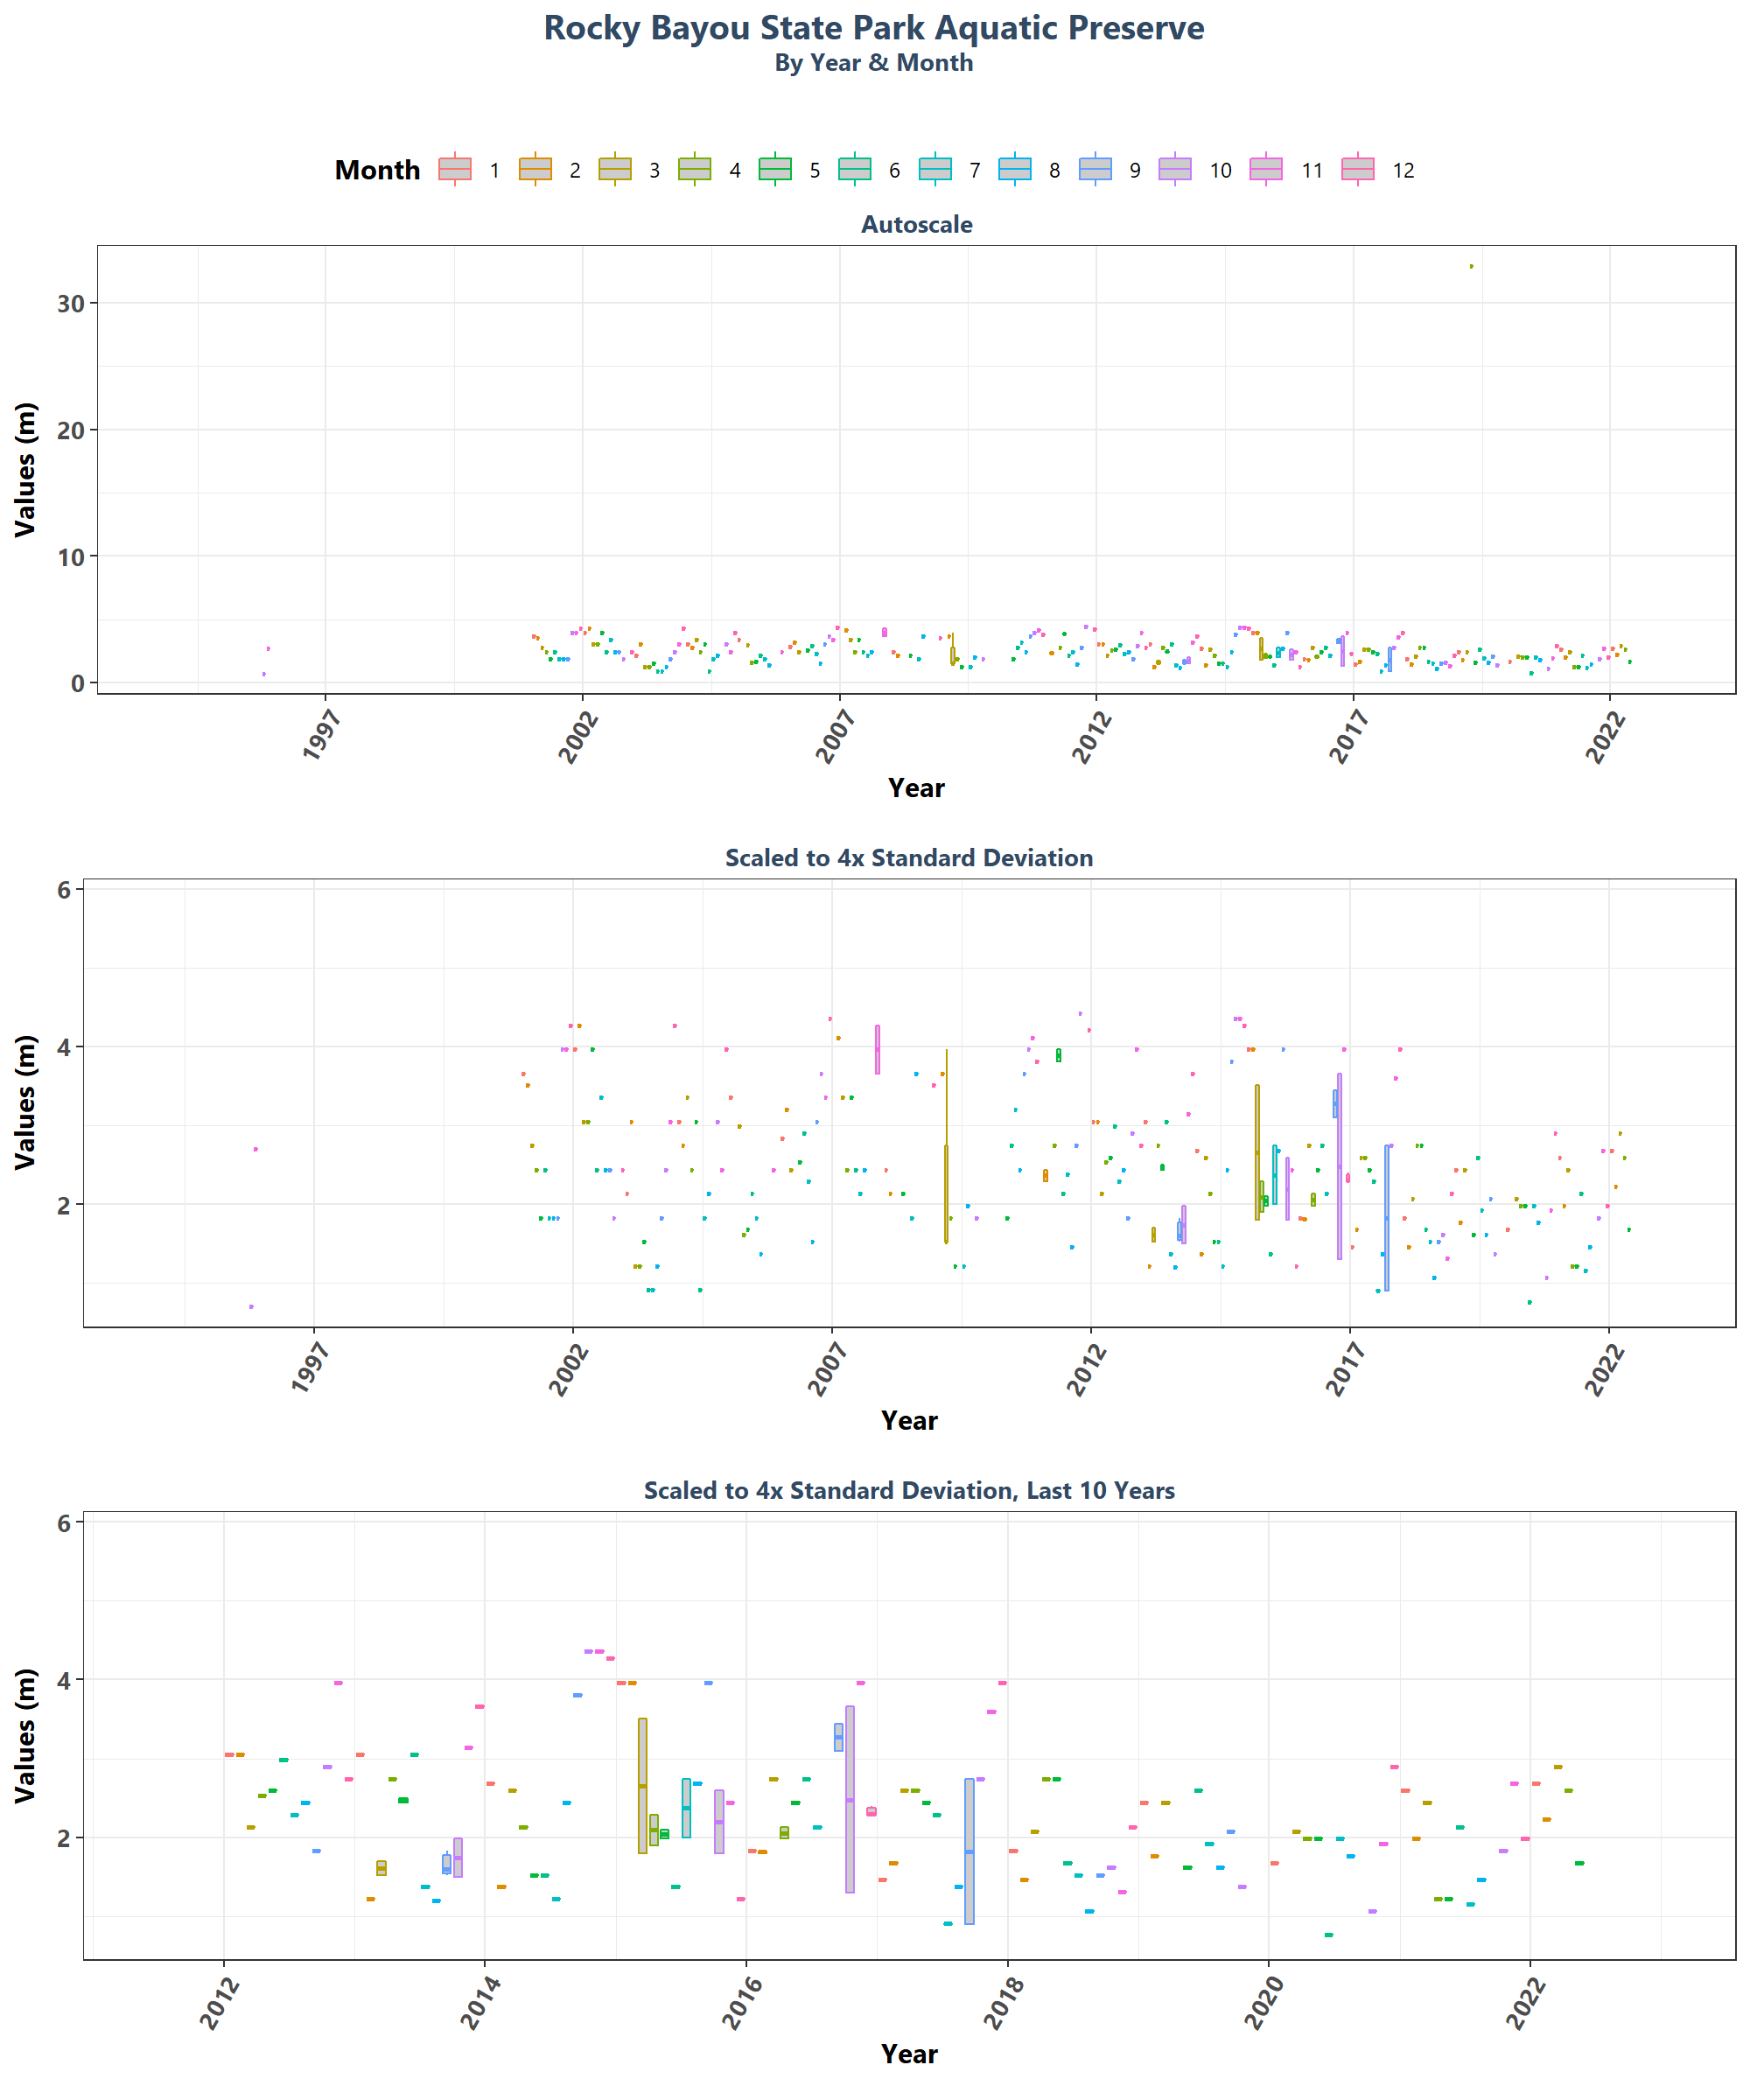 Rocky Bayou State Park Aquatic Preserve
By Year & Month
Month 1 2 3 4 5 6 7 8 9 10 11 12
Autoscale
Values (m)
30
20
10
0
1997 2002 2007 2012 2017 2022
Year
Scaled to 4x Standard Deviation
Values (m)
6
4
2
1997 2002 2007 2012 2017 2022
Year
Scaled to 4x Standard Deviation, Last 10 Years
Values (m)
6
4
2
2012 2014 2016 2018 2020 2022
Year